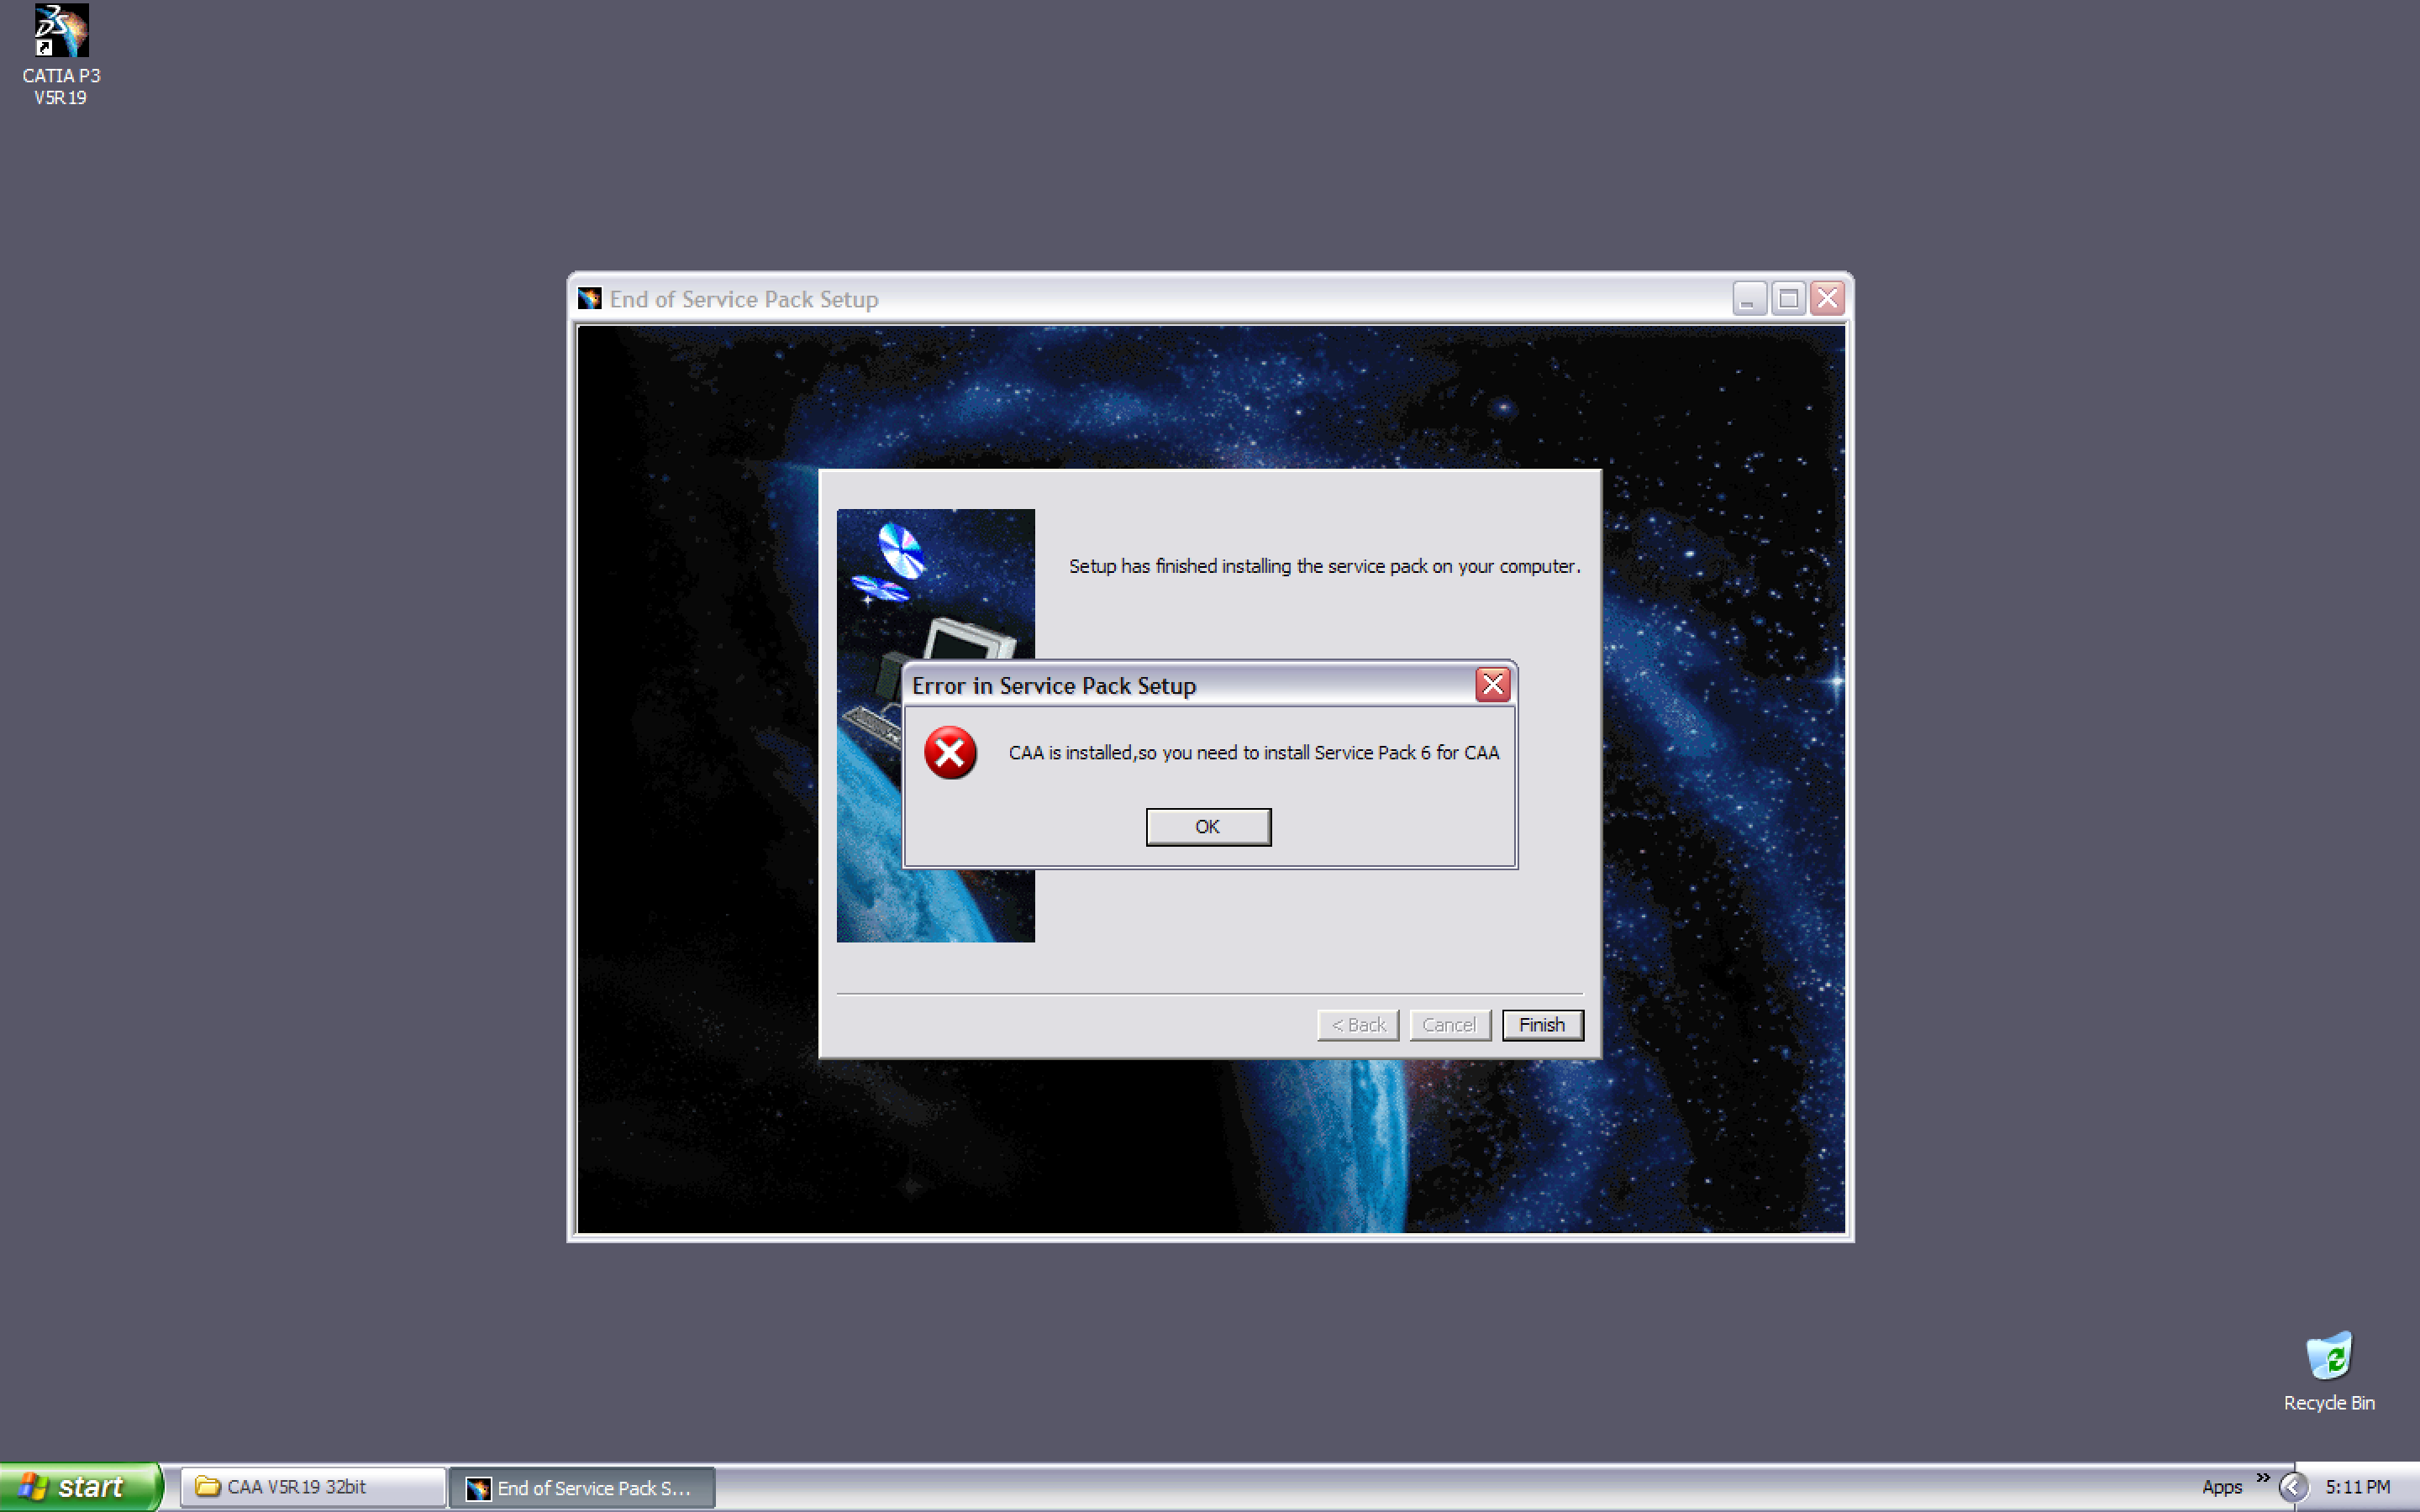 CATIA P3
V5R19
End of Service Pack Setup
Setup has finished installing the service pack on your computer.
Error in Service Pack Setup
CAA is installed,so you need to install Service Pack 6 for CAA
OK
< Back
Cancel
Finish
Recycle Bin
start
CAA V5R19 32bit
End of Service Pack S...
Apps
»
5:11 PM